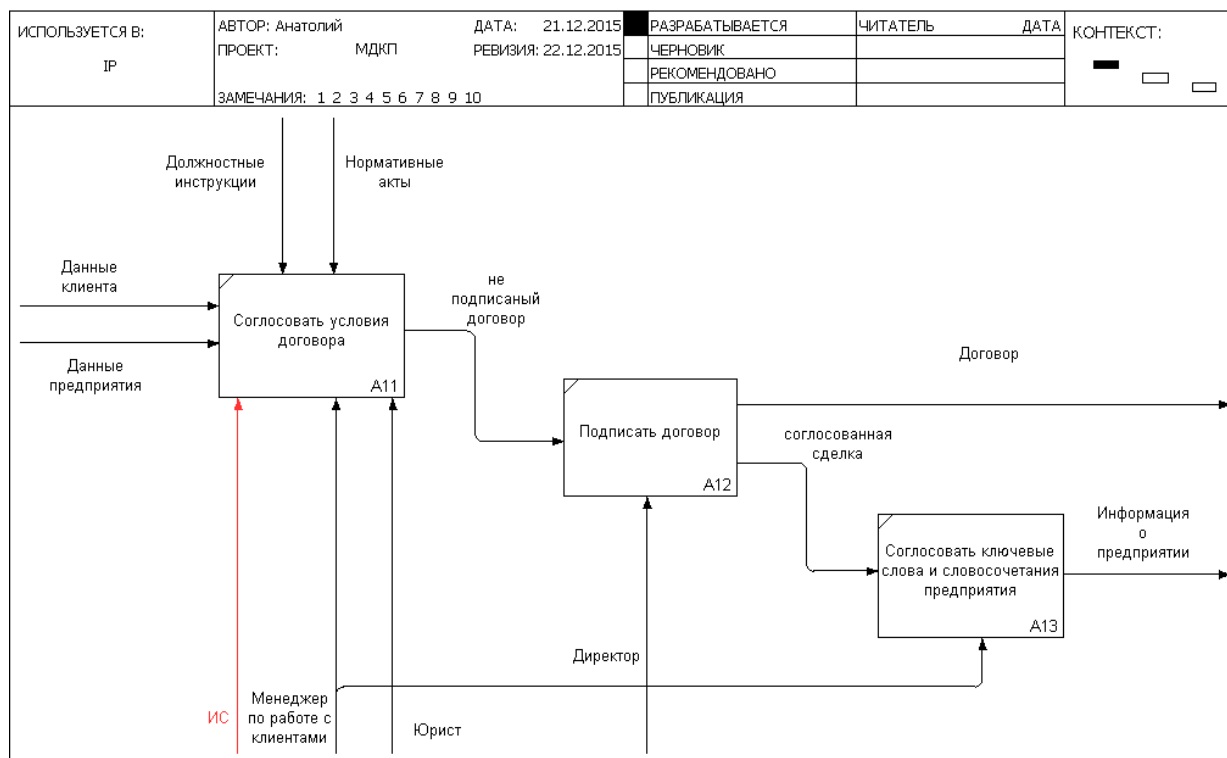 ИСПОЛЬЗУЕТСЯ В:
IP
АВТОР: Анатолий
ДАТА: 21.12.2015
ПРОЕКТ: МДКП
РЕВИЗИЯ: 22.12.2015
ЗАМЕЧАНИЯ: 1 2 3 4 5 6 7 8 9 10
РАЗРАБАТЫВАЕТСЯ
ЧЕРНОВИК
РЕКОМЕНДОВАНО
ПУБЛИКАЦИЯ
ЧИТАТЕЛЬ
ДАТА
КОНТЕКСТ:
Должностные
инструкции
Нормативные
акты
Данные
клиента
Данные
предприятия
Соглосовать условия
договора
A11
не
подписаный
договор
Подписать договор
A12
Договор
соглосованная
сделка
Соглосовать ключевые
слова и словосочетания
предприятия
A13
Информация
о
предприятии
ИС
Менеджер
по работе с
клиентами
Юрист
Директор